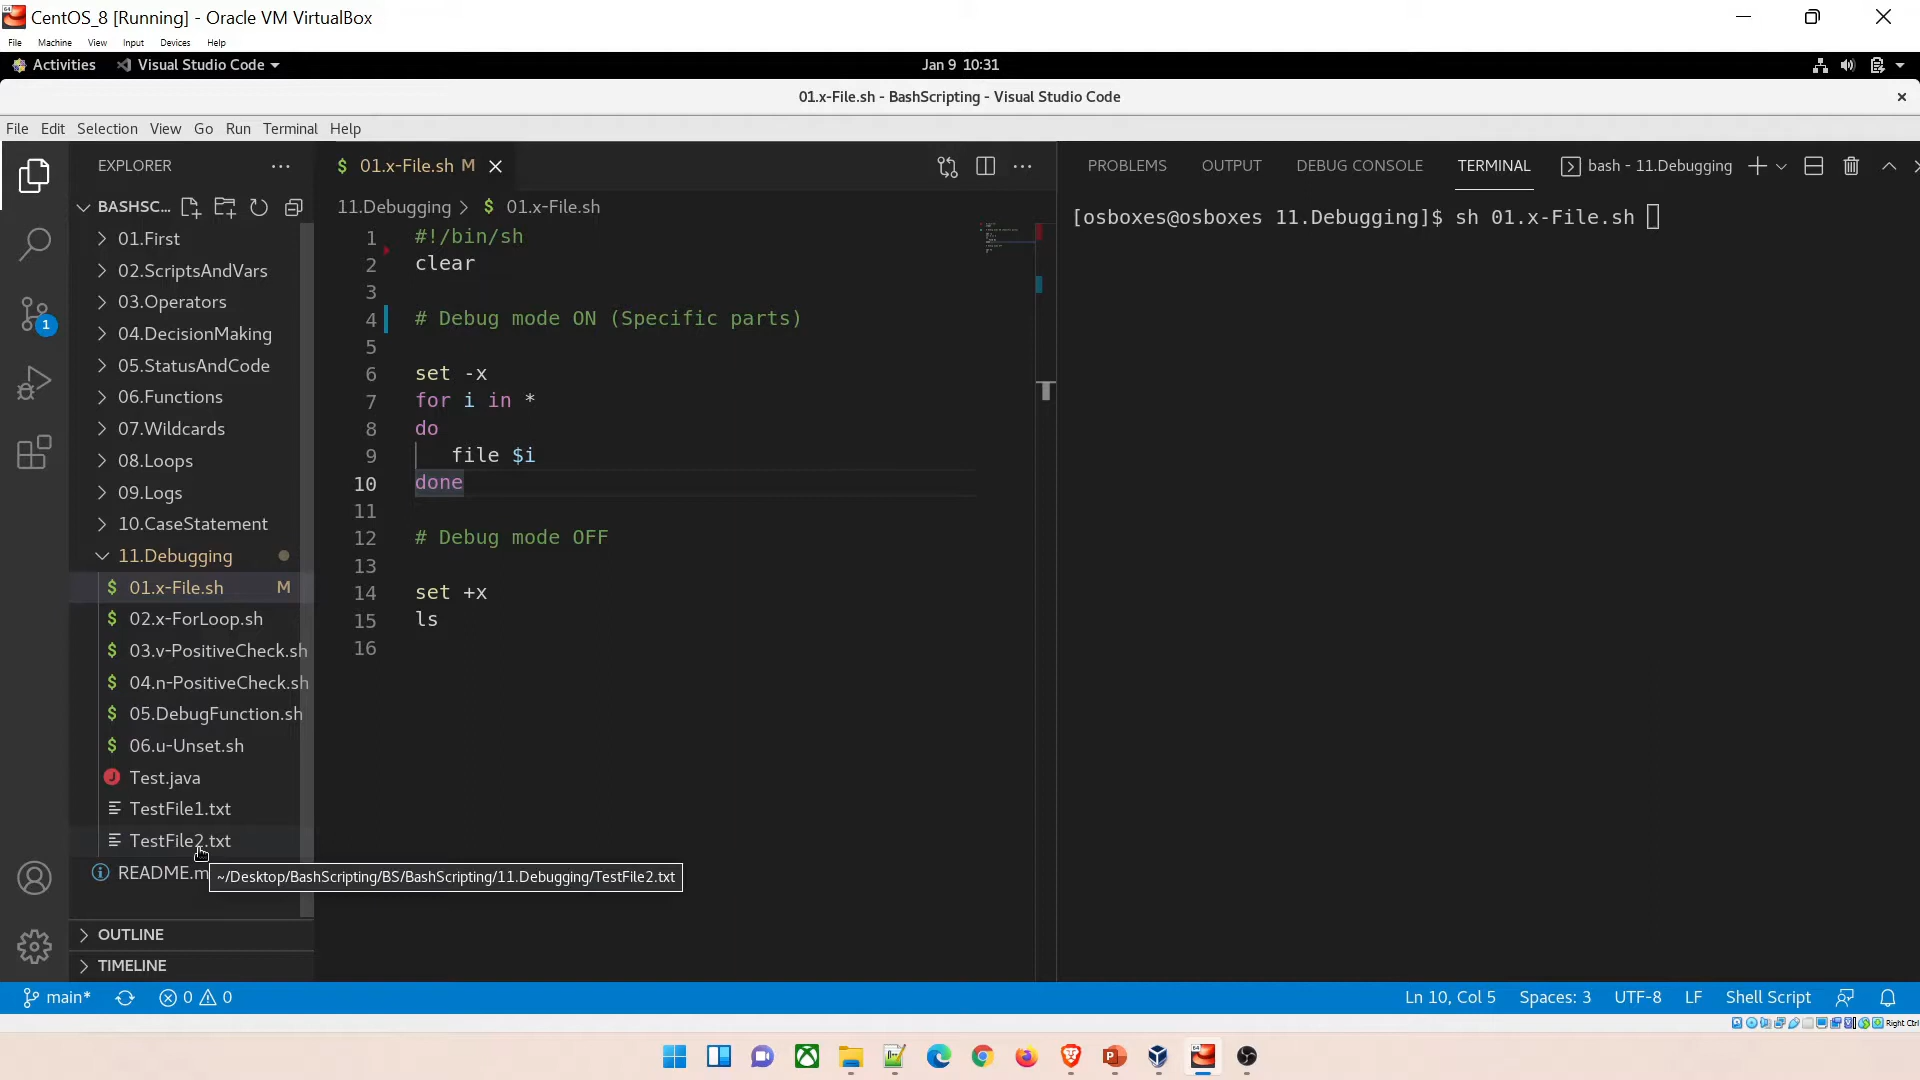 CentOS_8 [Running] - Oracle VM VirtualBox
File Machine View Input Devices Help
Activities Visual Studio Code Jan 9 10:31
01.x-File.sh - BashScripting - Visual Studio Code
File Edit Selection View Go Run Terminal Help
EXPLORER
BASHSC...
01.First
02.ScriptsAndVars
03.Operators
04.DecisionMaking
05.StatusAndCode
06.Functions
07.Wildcards
08.Loops
09.Logs
10.CaseStatement
11.Debugging
01.x-File.sh M
02.x-ForLoop.sh
03.v-PositiveCheck.sh
04.n-PositiveCheck.sh
05.DebugFunction.sh
06.u-Unset.sh
Test.java
TestFile1.txt
TestFile2.txt
README.m
~/Desktop/BashScripting/BS/BashScripting/11.Debugging/TestFile2.txt
OUTLINE
TIMELINE
1
$ 01.x-File.sh M
11.Debugging > $ 01.x-File.sh
1 #!/bin/sh
2 clear
3
4 # Debug mode ON (Specific parts)
5
6 set -x
7 for i in *
8 do
9 file $i
10 done
11
12 # Debug mode OFF
13
14 set +x
15 ls
16
PROBLEMS OUTPUT DEBUG CONSOLE TERMINAL bash - 11.Debugging
[osboxes@osboxes 11.Debugging]$ sh 01.x-File.sh
main* 0 0 Ln 10, Col 5 Spaces: 3 UTF-8 LF Shell Script
Right Ctrl